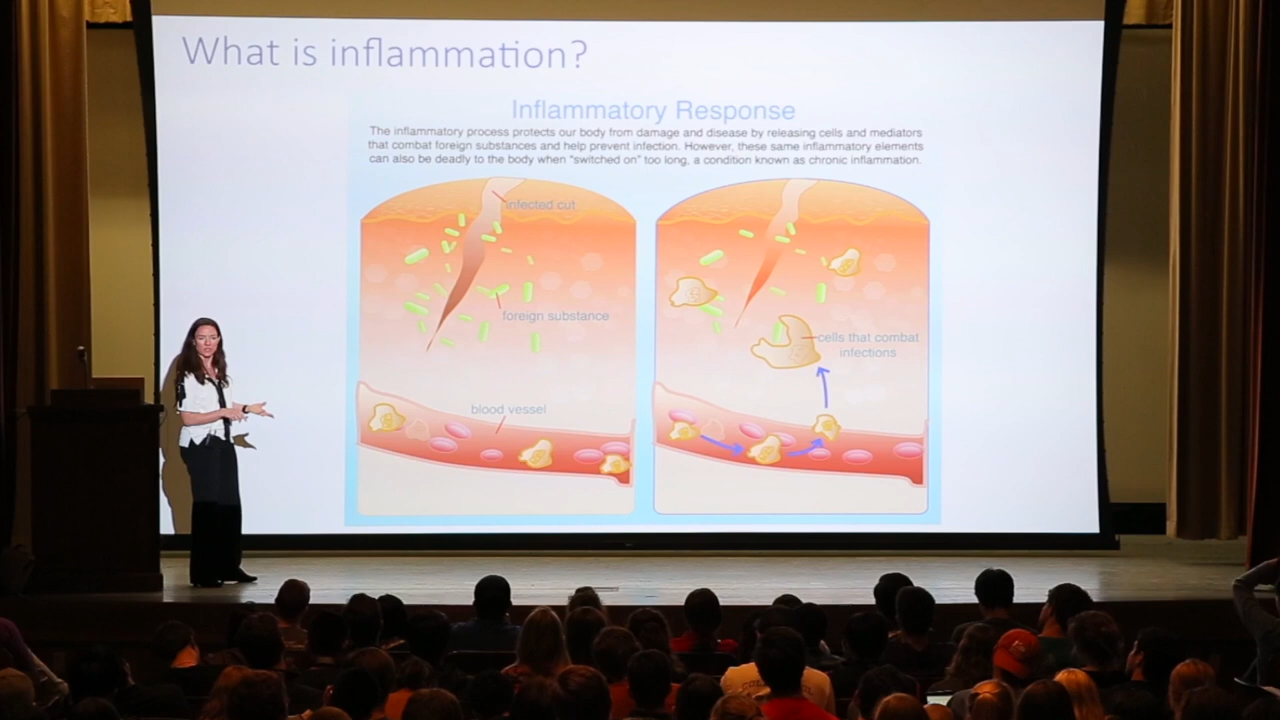 What is inflammation?
Inflammatory Response
The inflammatory process protects our body from damage and disease by releasing cells and mediators
that combat foreign substances and help prevent infection. However, these same inflammatory elements
can also be deadly to the body when "switched on" too long, a condition known as chronic inflammation.
infected cut
foreign substance
blood vessel
cells that combat
infections